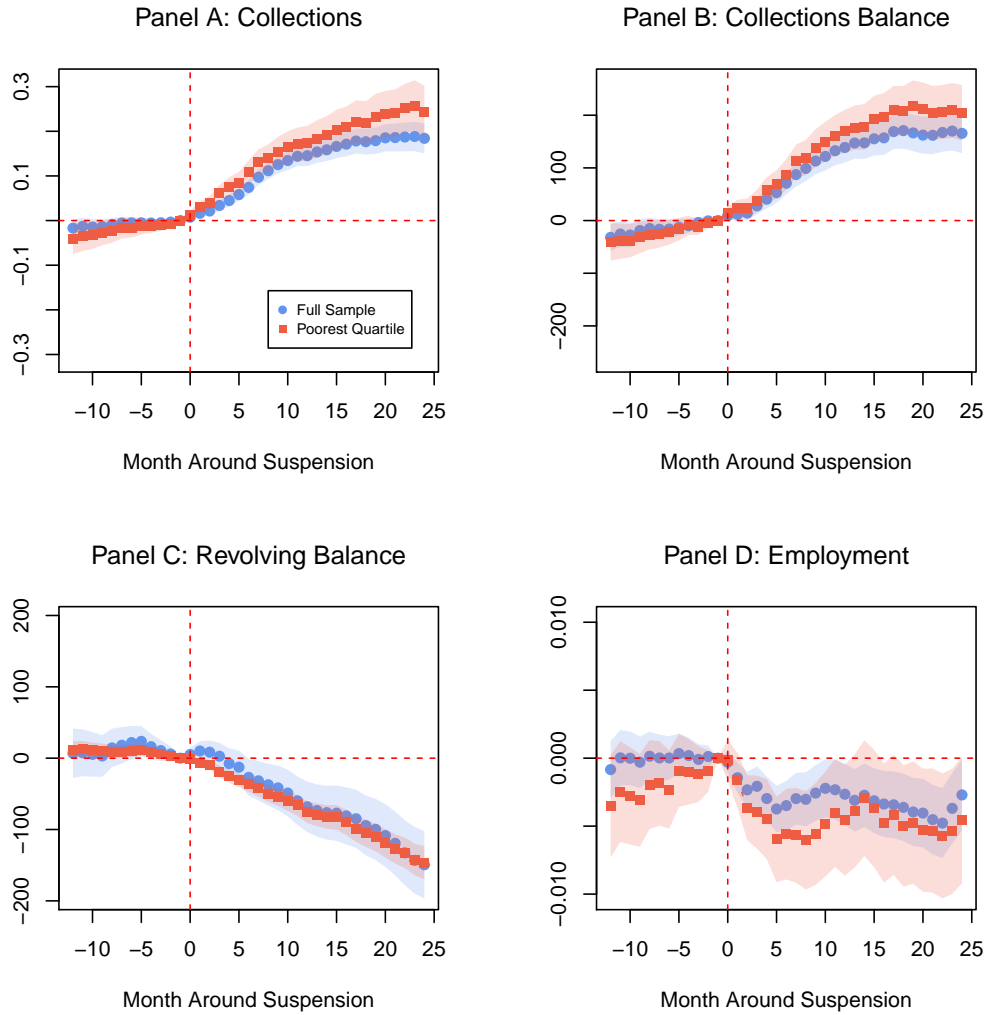 Panel A: Collections
0.3
0.1
−0.1
−0.3
Full Sample
Poorest Quartile
−10 −5 0 5 10 15 20 25
Month Around Suspension
Panel B: Collections Balance
100
0
−200
−10 −5 0 5 10 15 20 25
Month Around Suspension
Panel C: Revolving Balance
200
100
0
−100
−200
−10 −5 0 5 10 15 20 25
Month Around Suspension
Panel D: Employment
0.010
0.000
−0.010
−10 −5 0 5 10 15 20 25
Month Around Suspension